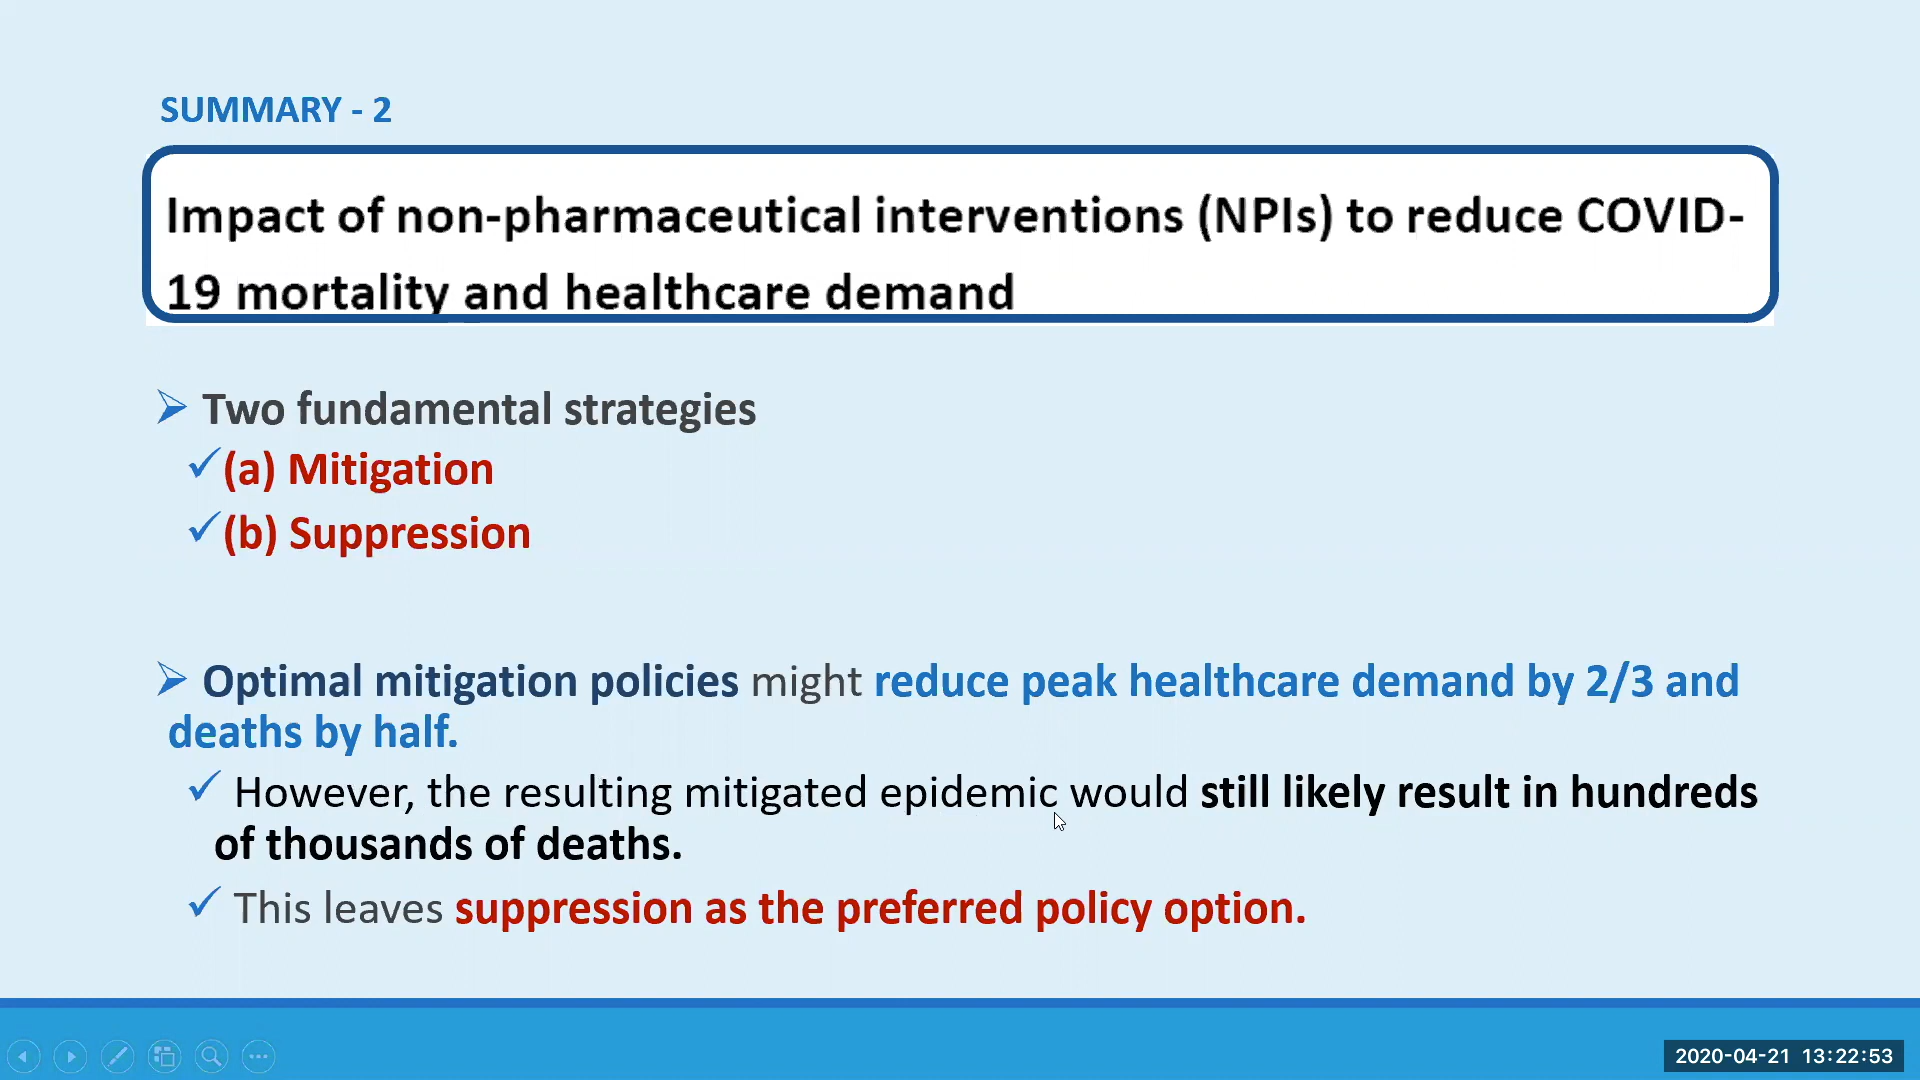 SUMMARY - 2
Impact of non-pharmaceutical interventions (NPIs) to reduce COVID-
19 mortality and healthcare demand
Two fundamental strategies
(a) Mitigation
(b) Suppression
Optimal mitigation policies might reduce peak healthcare demand by 2/3 and
deaths by half.
However, the resulting mitigated epidemic would still likely result in hundreds
of thousands of deaths.
This leaves suppression as the preferred policy option.
2020-04-21 13:22:53